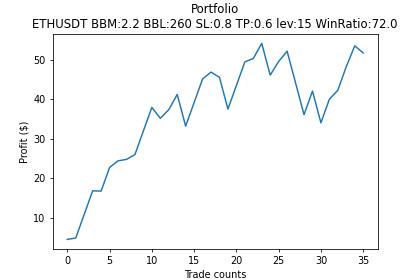 Portfolio
ETHUSDT BBM:2.2 BBL:260 SL:0.8 TP:0.6 lev:15 WinRatio:72.0
Profit ($)
50
40
30
20
10
0 5 10 15 20 25 30 35
Trade counts